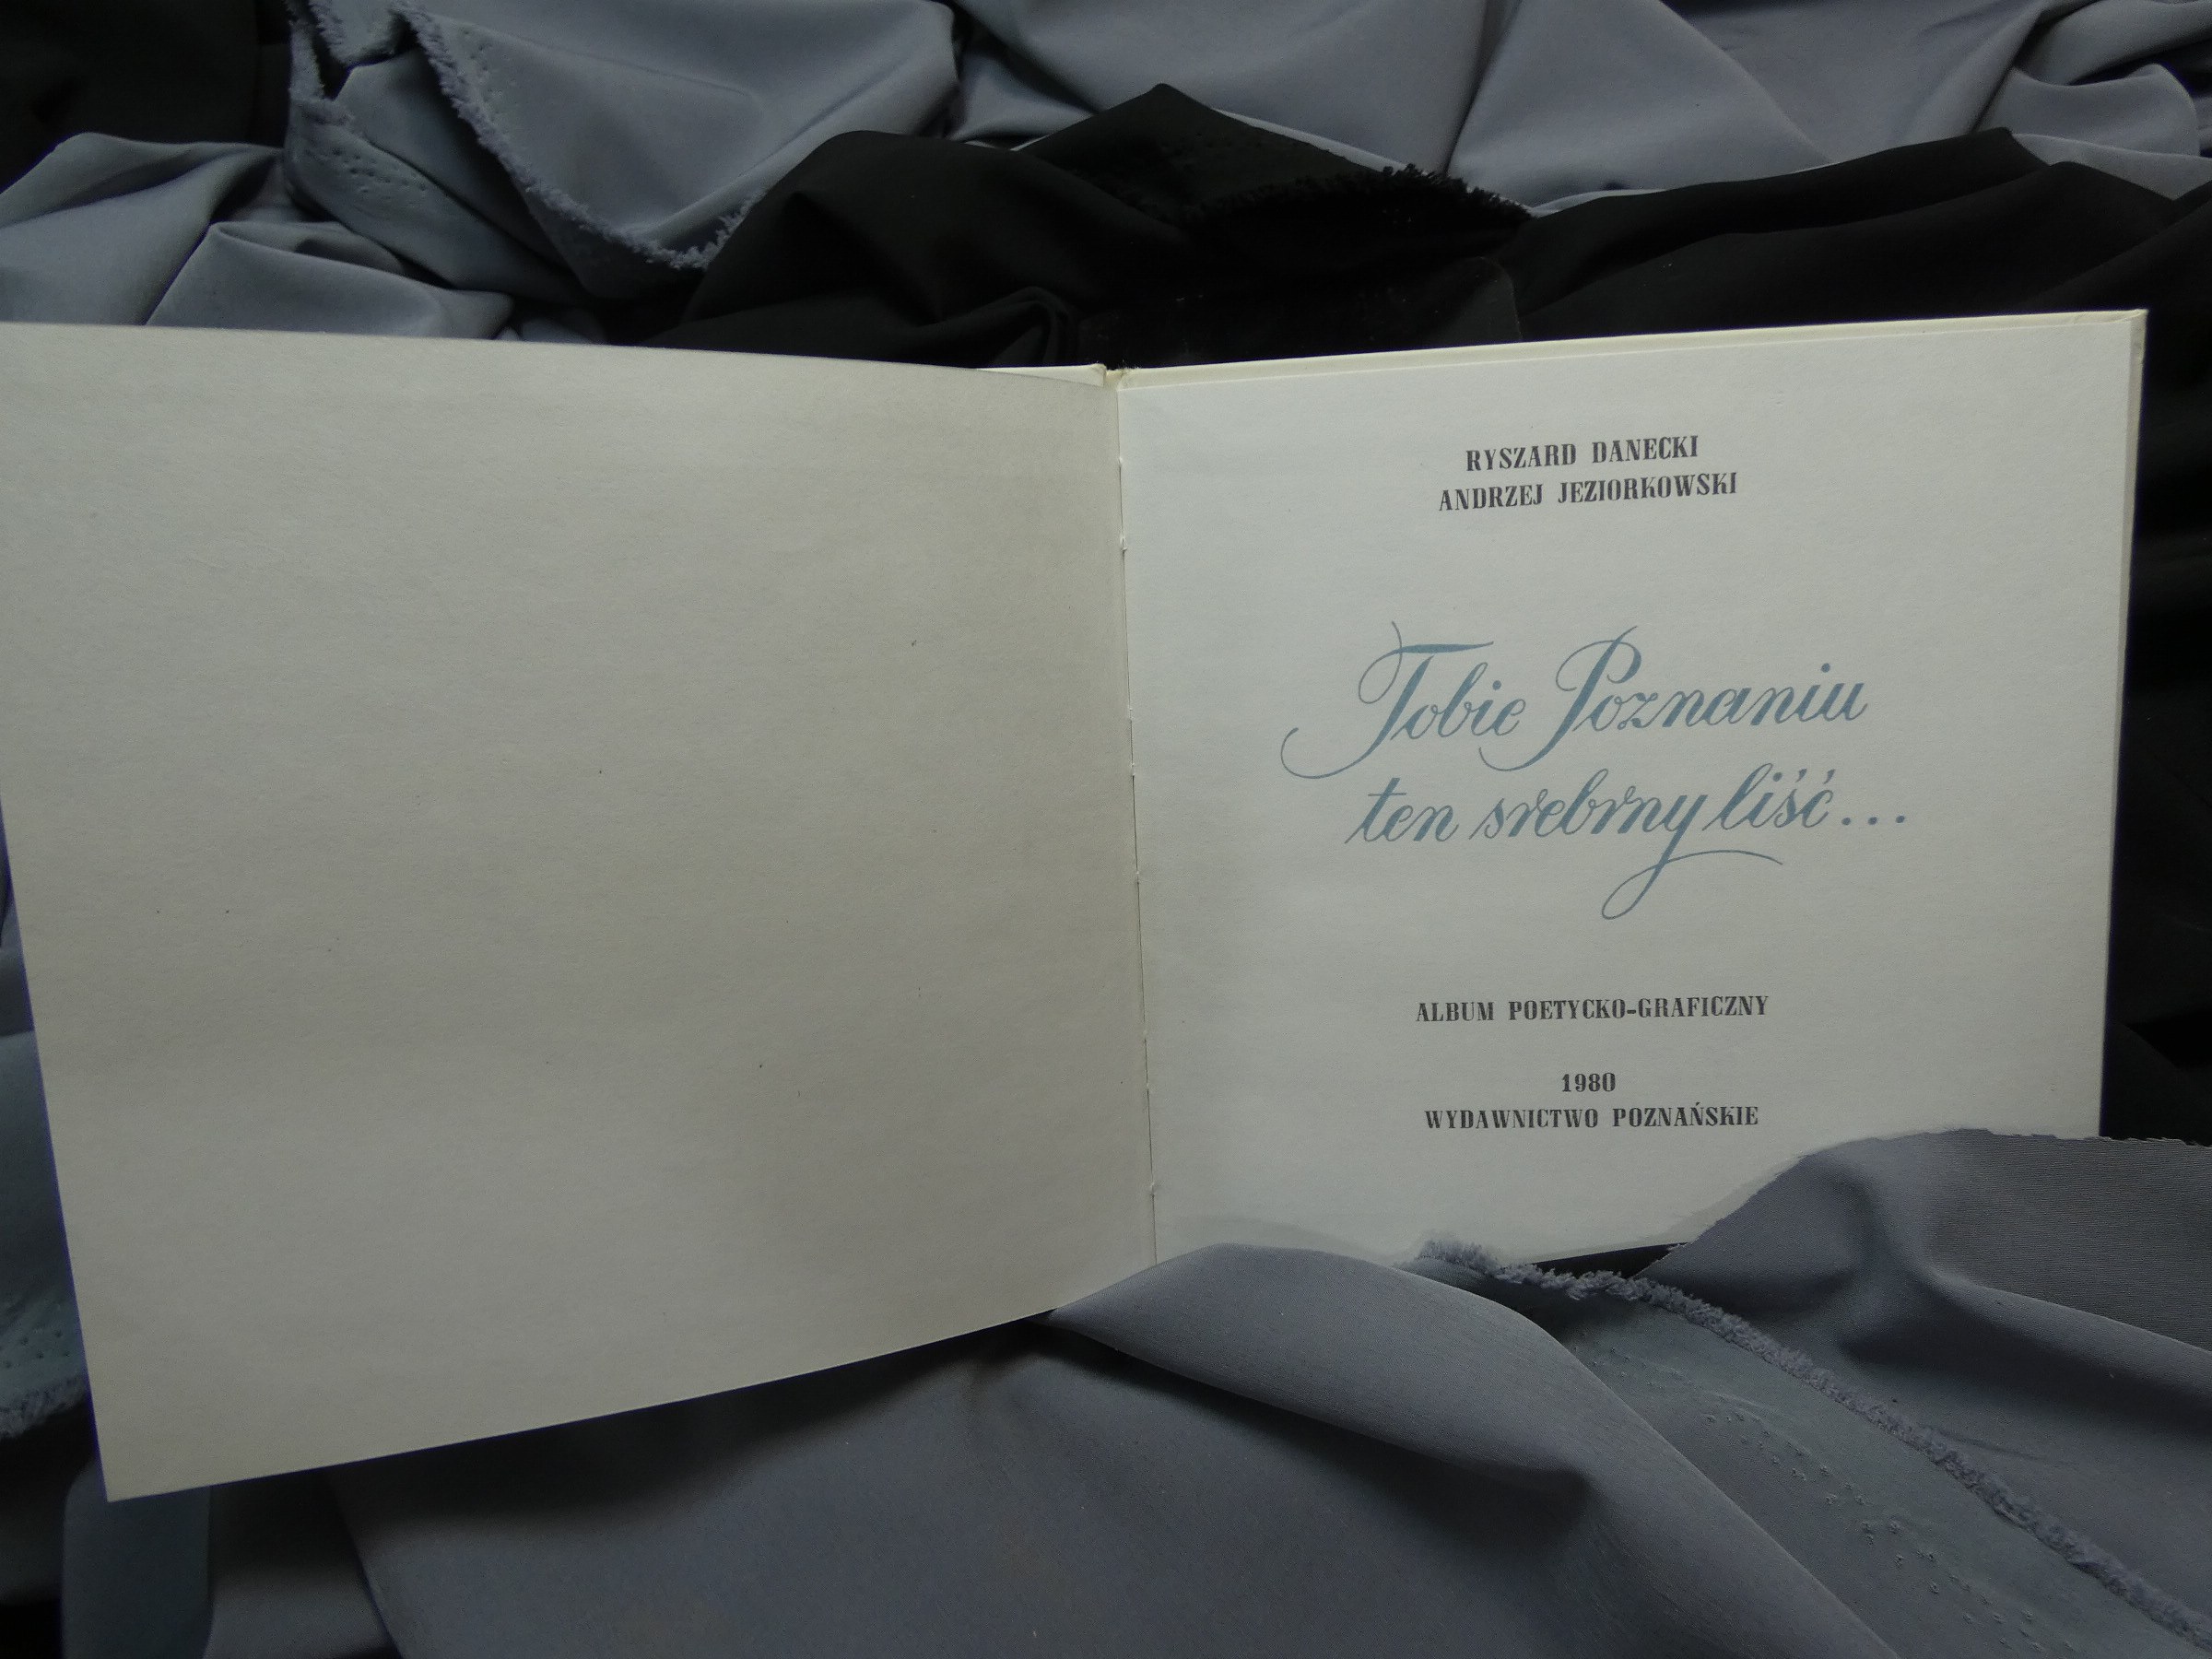 RYSZARD DANECKI
ANDRZEJ JEZIORKOWSKI
Tobie Poznaniu
ten srebrny liść...
ALBUM POETYCKO-GRAFICZNY
1980
WYDAWNICTWO POZNAŃSKIE